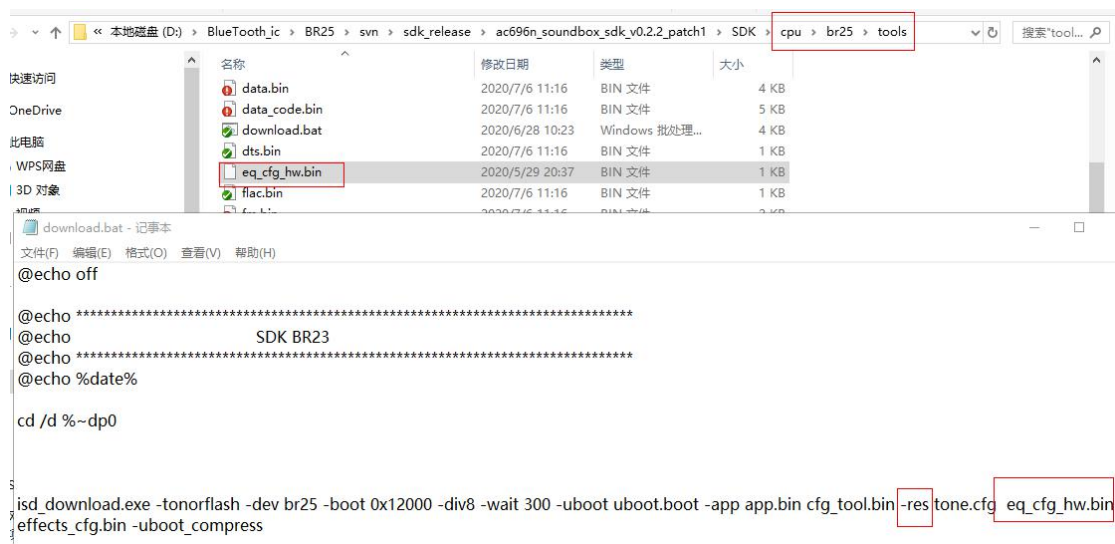 « 本地磁盘 (D:) › BlueTooth_ic › BR25 › svn › sdk_release › ac696n_soundbox_sdk_v0.2.2_patch1 › SDK › cpu › br25 › tools
搜索"tool...
名称 修改日期 类型 大小
快速访问
OneDrive
此电脑
WPS网盘
3D 对象
data.bin 2020/7/6 11:16 BIN 文件 4 KB
data_code.bin 2020/7/6 11:16 BIN 文件 5 KB
download.bat 2020/6/28 10:23 Windows 批处理... 4 KB
dts.bin 2020/7/6 11:16 BIN 文件 1 KB
eq_cfg_hw.bin 2020/5/29 20:37 BIN 文件 1 KB
flac.bin 2020/7/6 11:16 BIN 文件 1 KB
download.bat - 记事本
文件(F) 编辑(E) 格式(O) 查看(V) 帮助(H)
@echo off
@echo ********************************************************************************
@echo SDK BR23
@echo ********************************************************************************
@echo %date%
cd /d %~dp0
isd_download.exe -tonorflash -dev br25 -boot 0x12000 -div8 -wait 300 -uboot uboot.boot -app app.bin cfg_tool.bin -res tone.cfg eq_cfg_hw.bin
effects_cfg.bin -uboot_compress